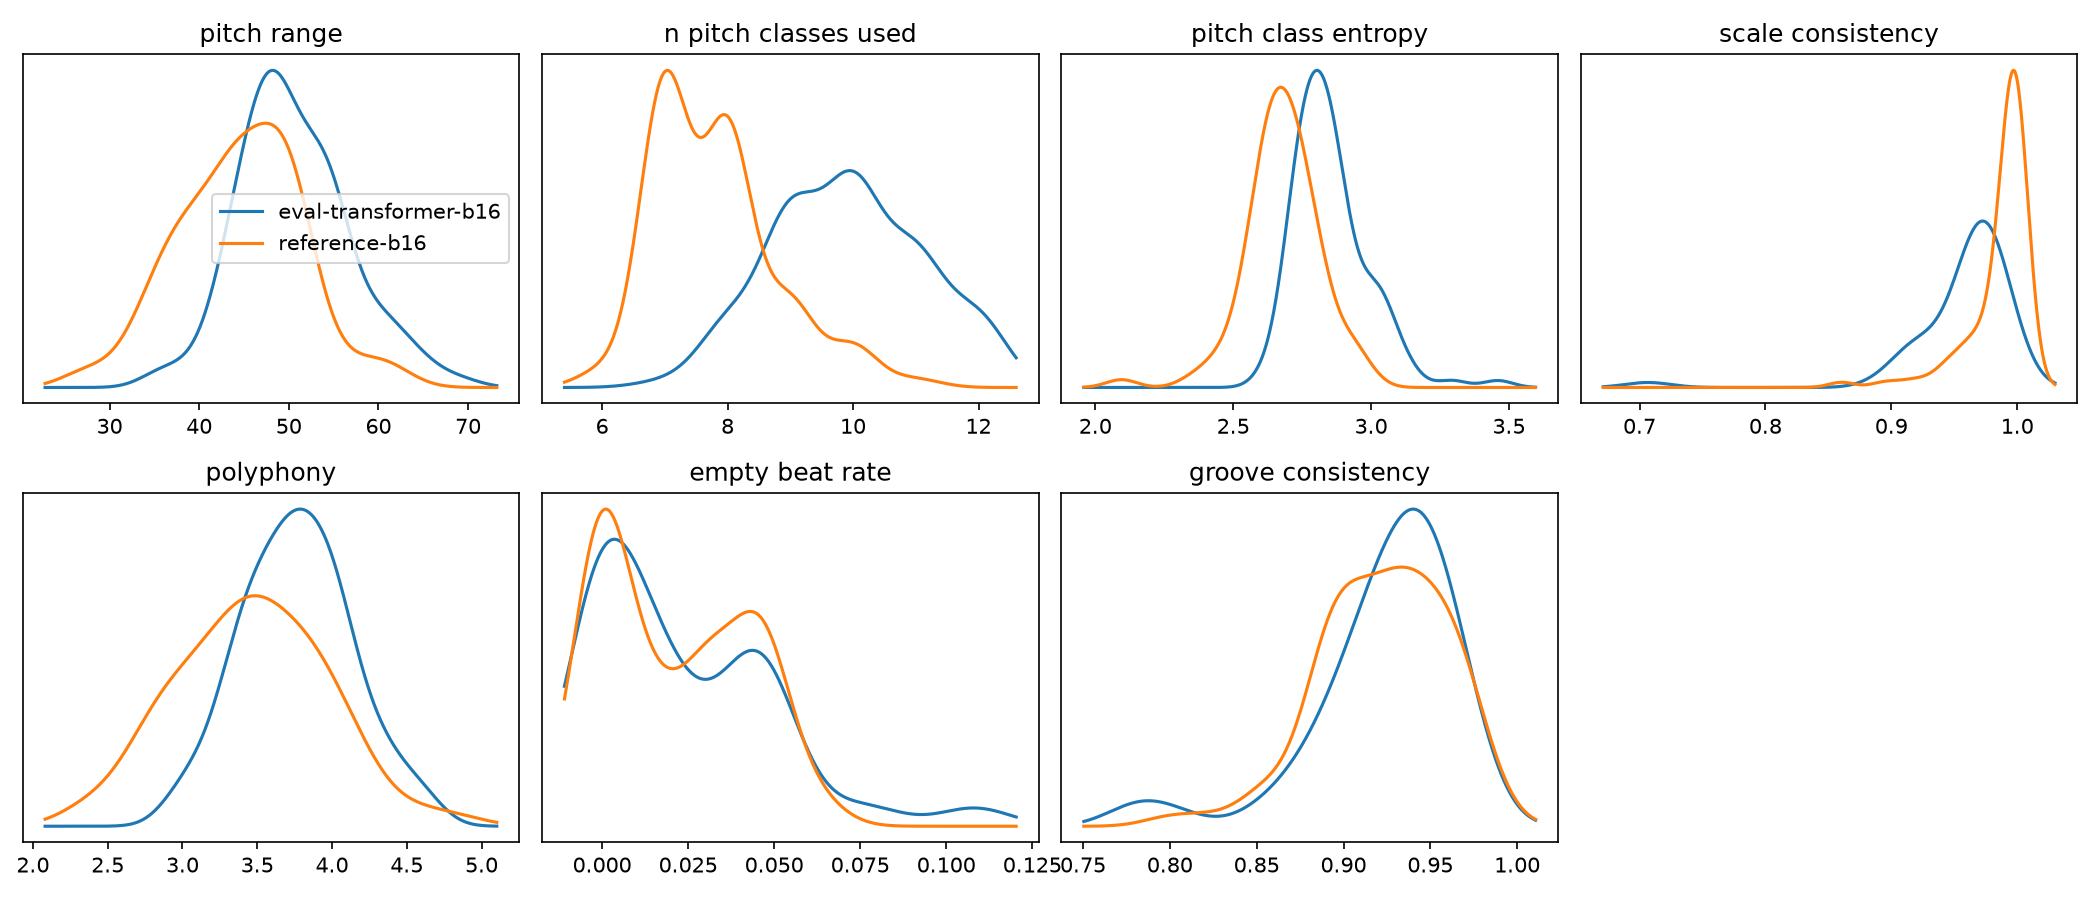 pitch range
n pitch classes used
pitch class entropy
scale consistency
eval-transformer-b16
reference-b16
30 40 50 60 70
6 8 10 12
2.0 2.5 3.0 3.5
0.7 0.8 0.9 1.0
polyphony
empty beat rate
groove consistency
2.0 2.5 3.0 3.5 4.0 4.5 5.0
0.000 0.025 0.050 0.075 0.100 0.125
0.75 0.80 0.85 0.90 0.95 1.00